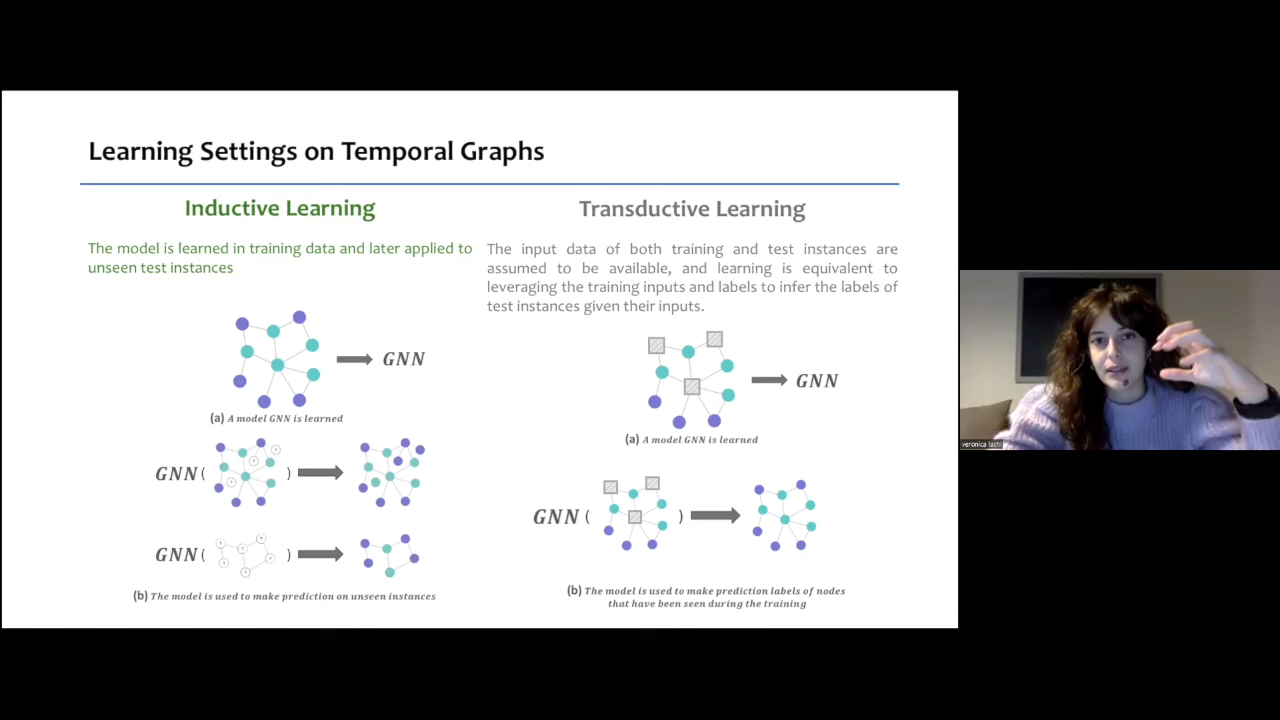 Learning Settings on Temporal Graphs
Inductive Learning
The model is learned in training data and later applied to
unseen test instances
GNN
(a) A model GNN is learned
GNN ( )
GNN ( )
(b) The model is used to make prediction on unseen instances
Transductive Learning
The input data of both training and test instances are
assumed to be available, and learning is equivalent to
leveraging the training inputs and labels to infer the labels of
test instances given their inputs.
GNN
(a) A model GNN is learned
GNN ( )
(b) The model is used to make prediction labels of nodes
that have been seen during the training
veronica lachi